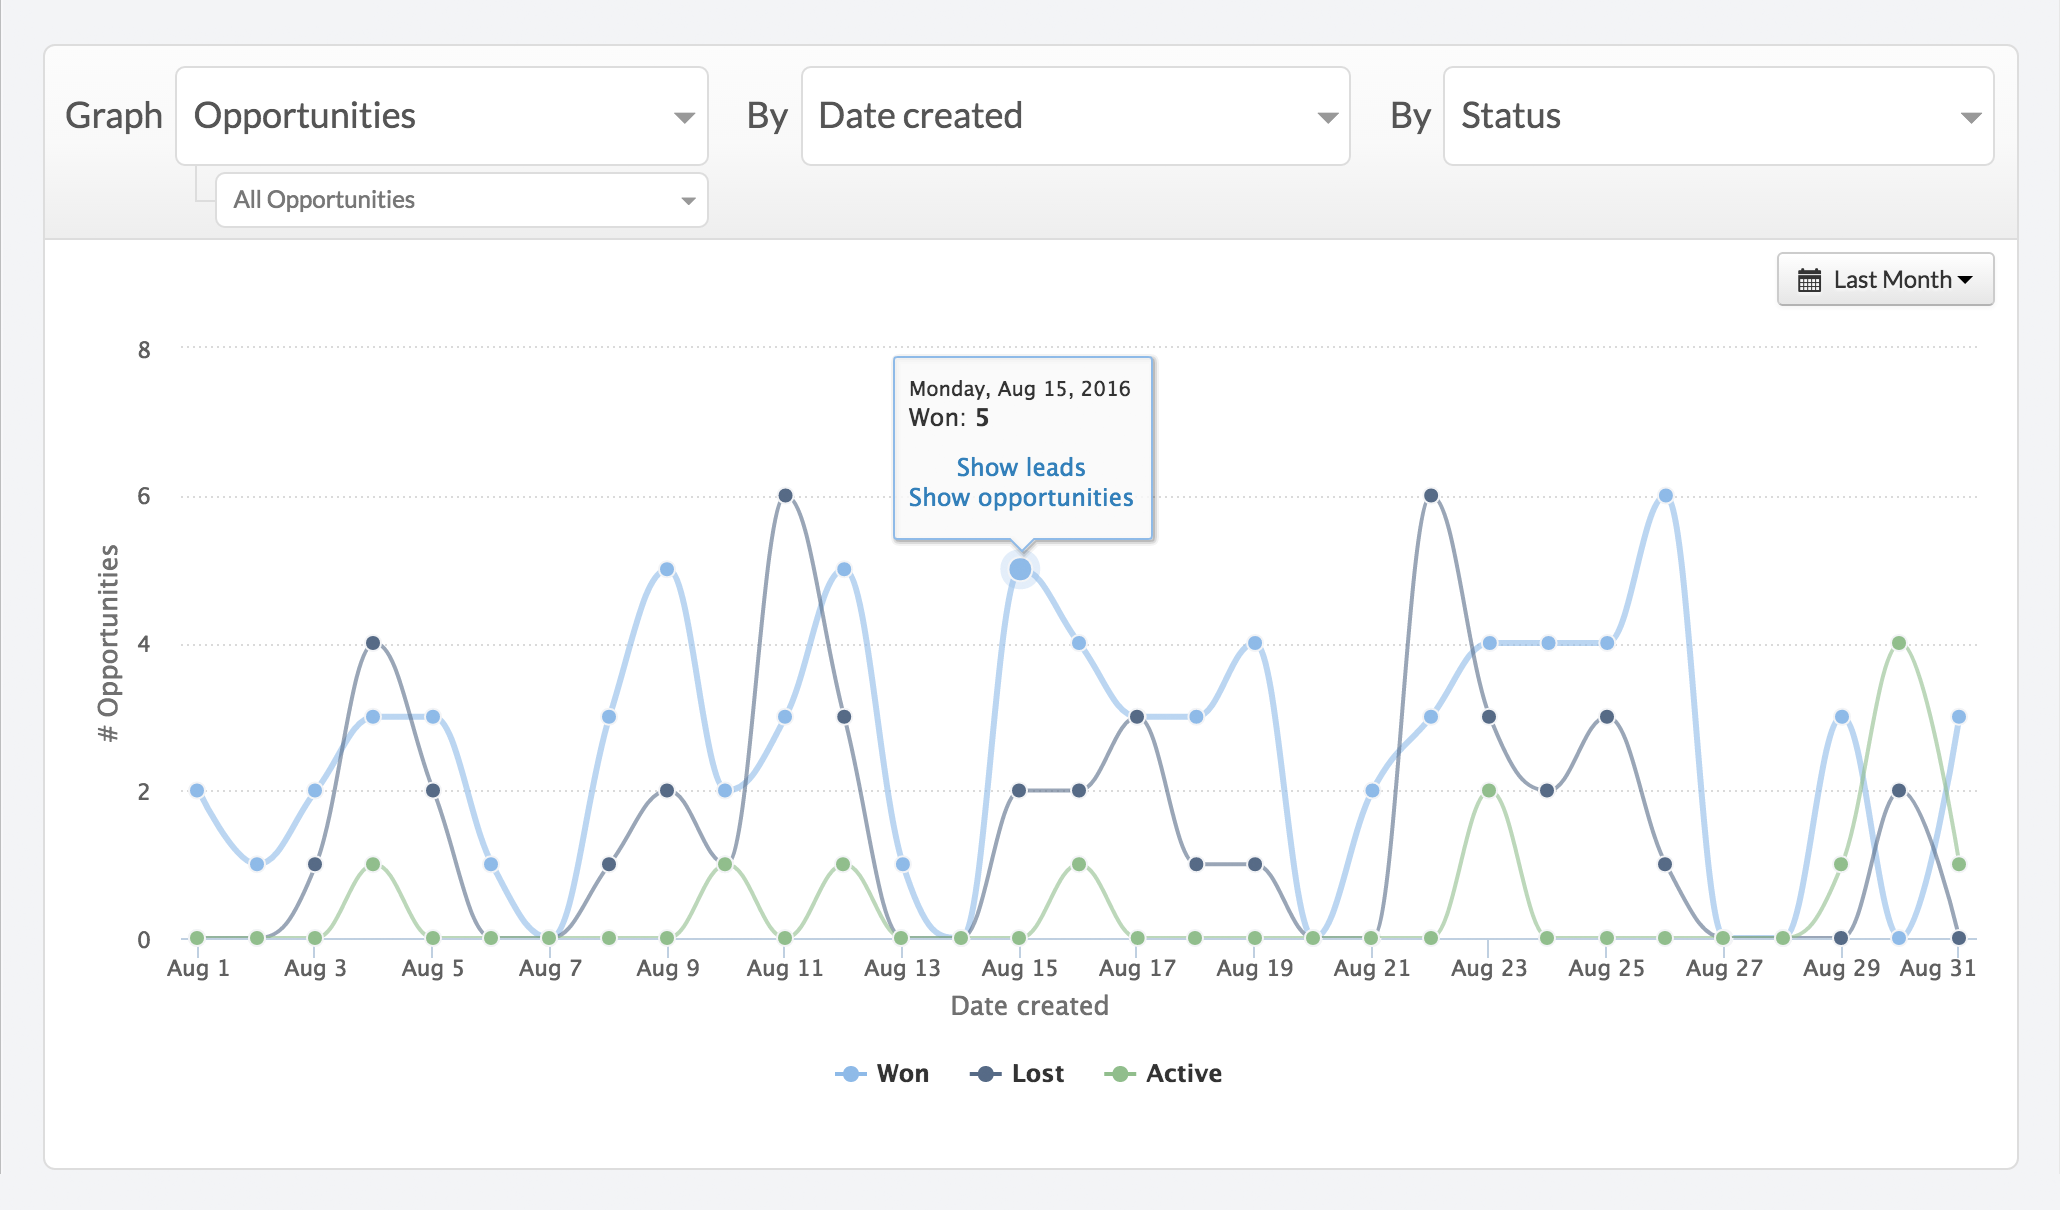 Graph Opportunities By Date created By Status
All Opportunities
Last Month
8
6
4
2
0
# Opportunities
Monday, Aug 15, 2016
Won: 5
Show leads
Show opportunities
Aug 1 Aug 3 Aug 5 Aug 7 Aug 9 Aug 11 Aug 13 Aug 15 Aug 17 Aug 19 Aug 21 Aug 23 Aug 25 Aug 27 Aug 29 Aug 31
Date created
Won Lost Active